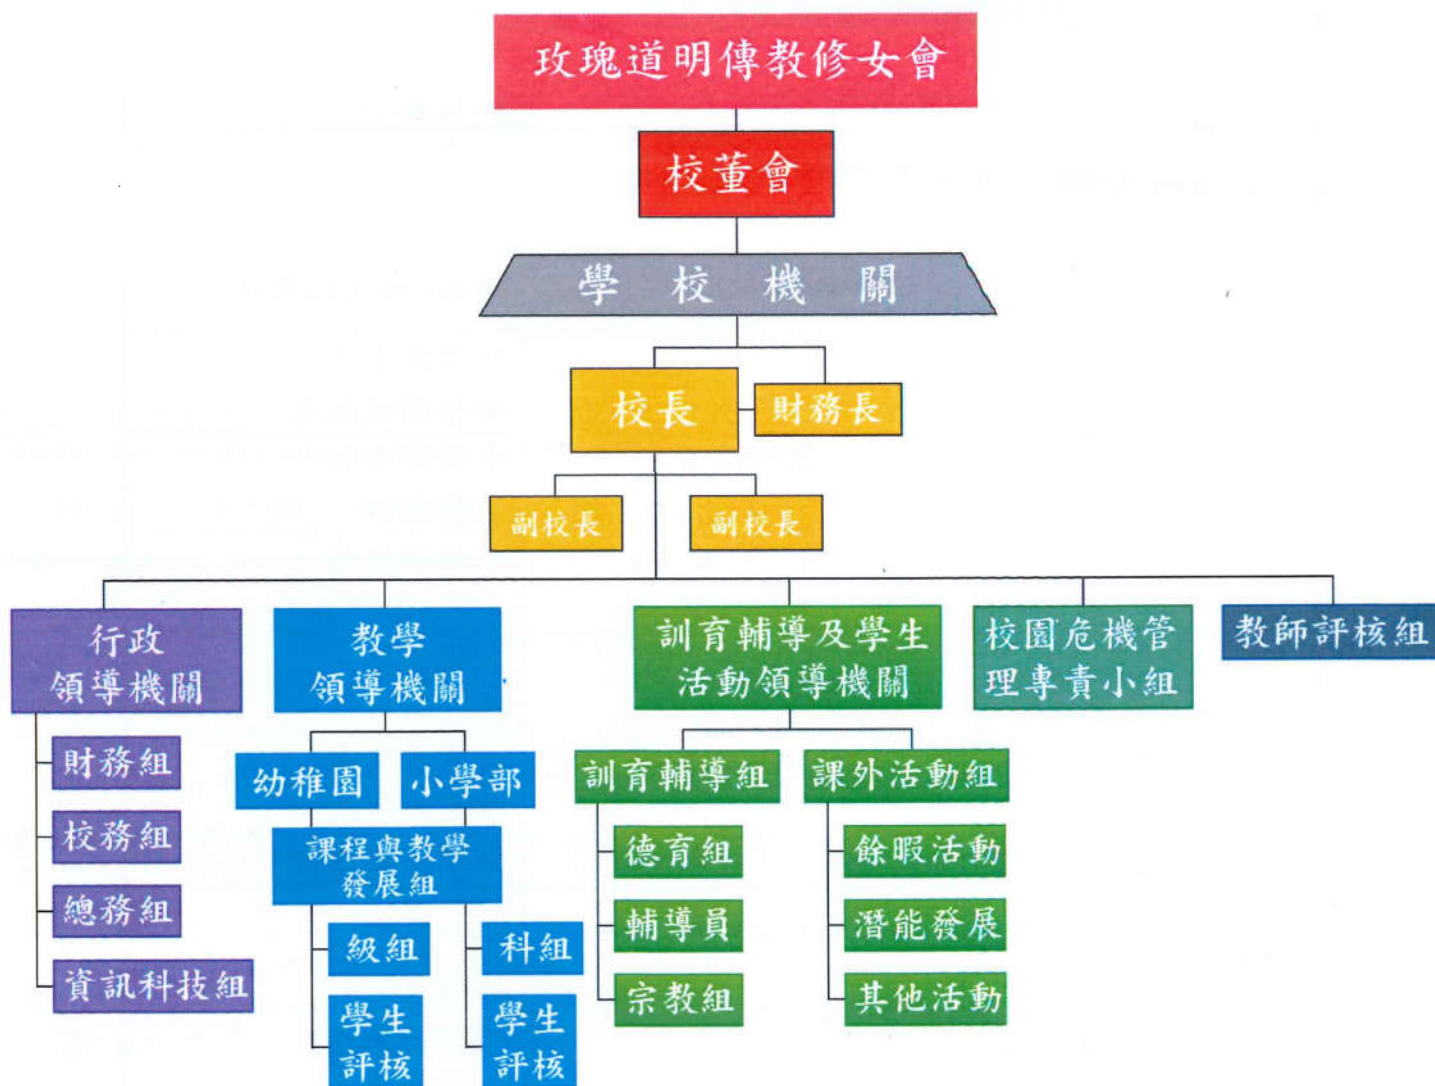 玫瑰道明傳教修女會
校董會
學校機關
校長
財務長
副校長
副校長
行政
領導機關
教學
領導機關
訓育輔導及學生
活動領導機關
校園危機管
理專責小組
教師評核組
財務組
校務組
總務組
資訊科技組
幼稚園
小學部
課程與教學
發展組
級組
科組
學生
評核
學生
評核
訓育輔導組
課外活動組
德育組
輔導員
宗教組
餘暇活動
潛能發展
其他活動